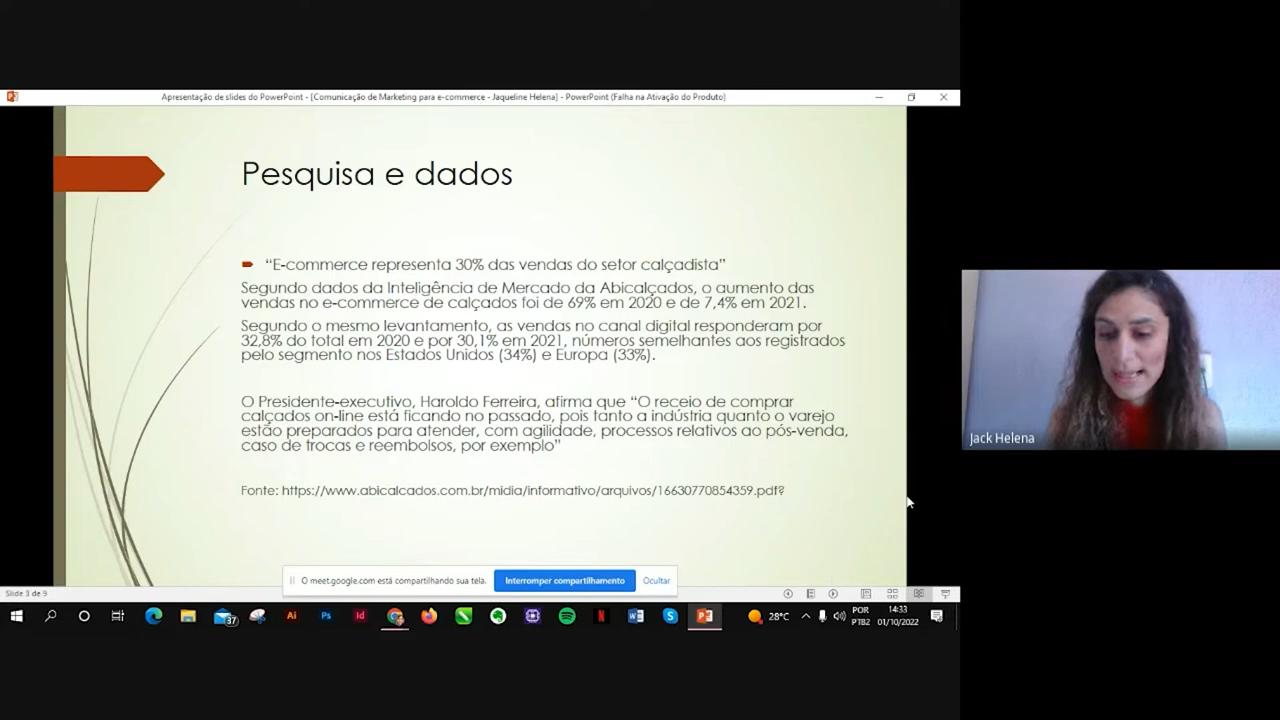 Apresentação de slides do PowerPoint - [Comunicação de Marketing para e-commerce - Jaqueline Helena] - PowerPoint (Falha na Ativação do Produto)
Pesquisa e dados
“E-commerce representa 30% das vendas do setor calçadista”
Segundo dados da Inteligência de Mercado da Abicalçados, o aumento das
vendas no e-commerce de calçados foi de 69% em 2020 e de 7,4% em 2021.
Segundo o mesmo levantamento, as vendas no canal digital responderam por
32,8% do total em 2020 e por 30,1% em 2021, números semelhantes aos registrados
pelo segmento nos Estados Unidos (34%) e Europa (33%).
O Presidente-executivo, Haroldo Ferreira, afirma que “O receio de comprar
calçados on-line está ficando no passado, pois tanto a indústria quanto o varejo
estão preparados para atender, com agilidade, processos relativos ao pós-venda,
caso de trocas e reembolsos, por exemplo”
Fonte: https://www.abicalcados.com.br/midia/informativo/arquivos/16630770854359.pdf?
Jack Helena
O meet.google.com está compartilhando sua tela.
Interromper compartilhamento
Ocultar
Slide 3 de 9
37
Ai
Ps
Id
28°C
POR
PTB2
14:33
01/10/2022